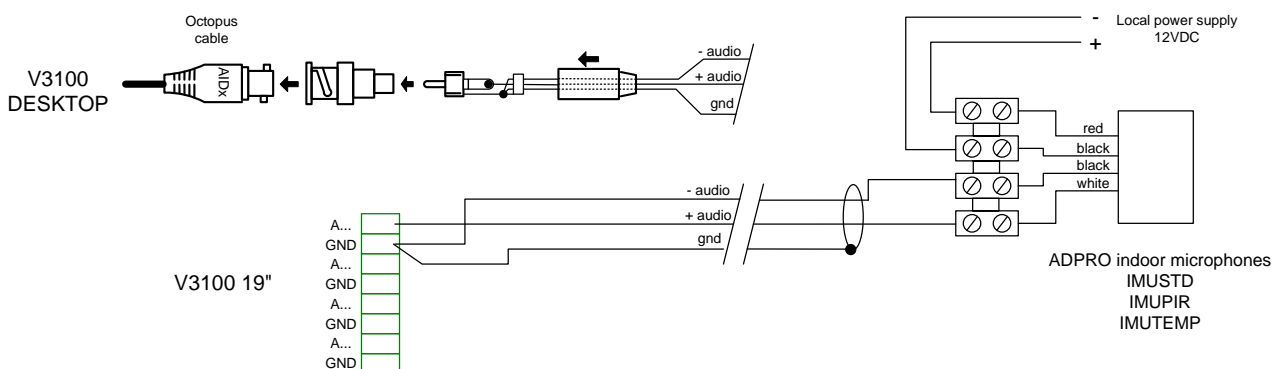 Octopus
cable
V3100
DESKTOP
AIDx
- audio
+ audio
gnd
-
+
Local power supply
12VDC
red
black
black
white
- audio
+ audio
gnd
A...
GND
A...
GND
A...
GND
A...
GND
V3100 19"
ADPRO indoor microphones
IMUSTD
IMUPIR
IMUTEMP